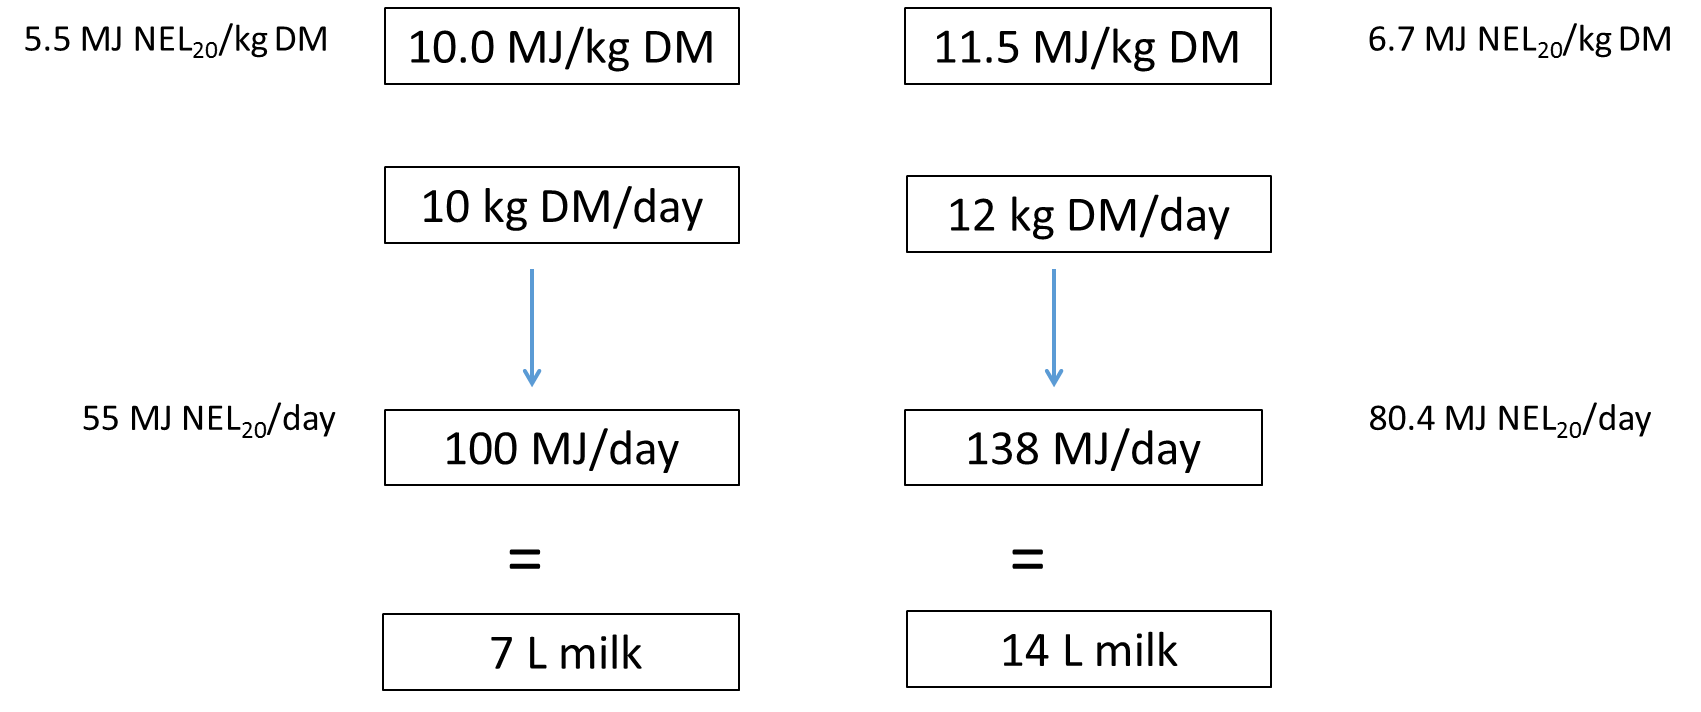 5.5 MJ NEL₂₀/kg DM
10.0 MJ/kg DM
11.5 MJ/kg DM
6.7 MJ NEL₂₀/kg DM
10 kg DM/day
12 kg DM/day
55 MJ NEL₂₀/day
100 MJ/day
138 MJ/day
80.4 MJ NEL₂₀/day
=
=
7 L milk
14 L milk